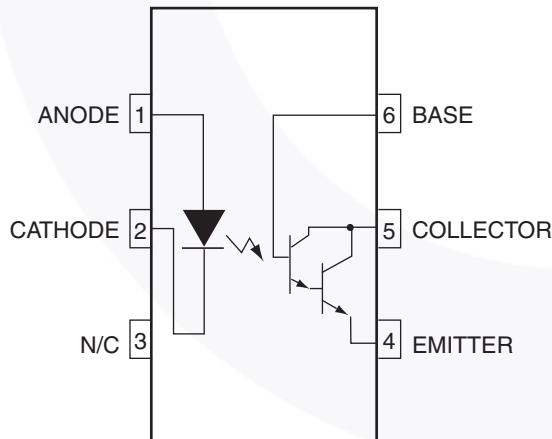 ANODE 1
6 BASE
CATHODE 2
5 COLLECTOR
N/C 3
4 EMITTER